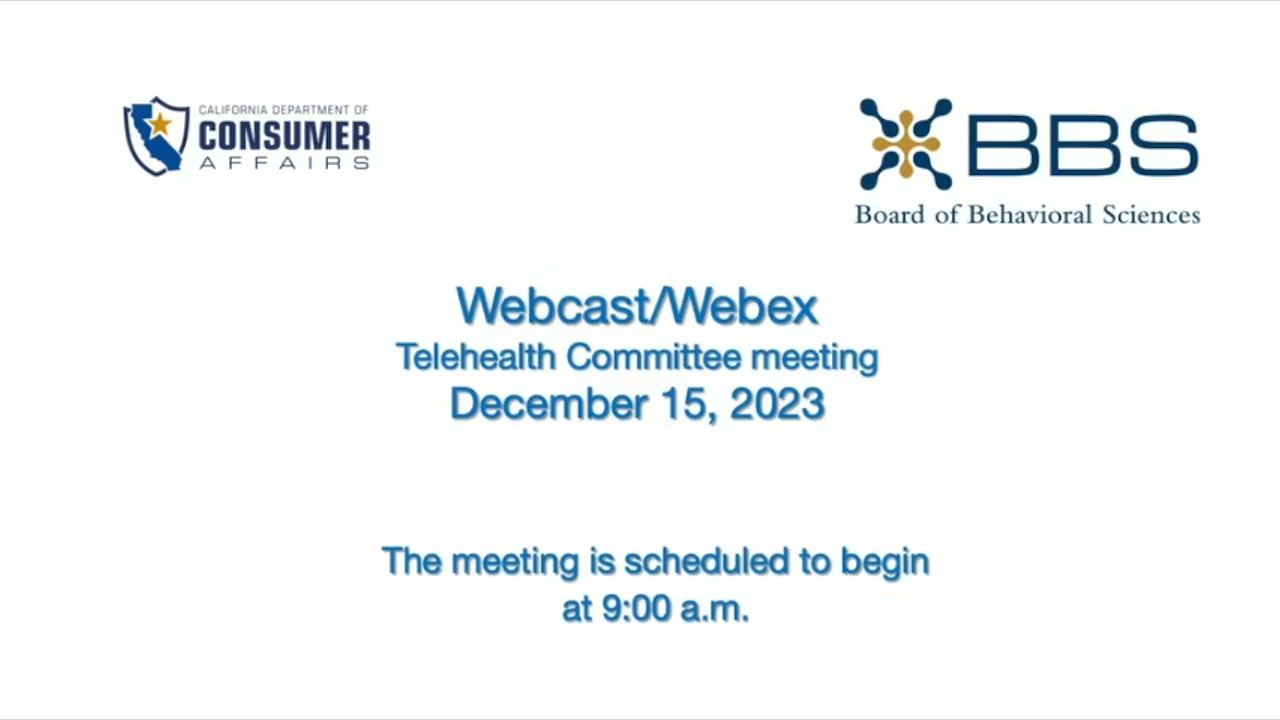 CALIFORNIA DEPARTMENT OF
CONSUMER
AFFAIRS
BBS
Board of Behavioral Sciences
Webcast/Webex
Telehealth Committee meeting
December 15, 2023
The meeting is scheduled to begin
at 9:00 a.m.